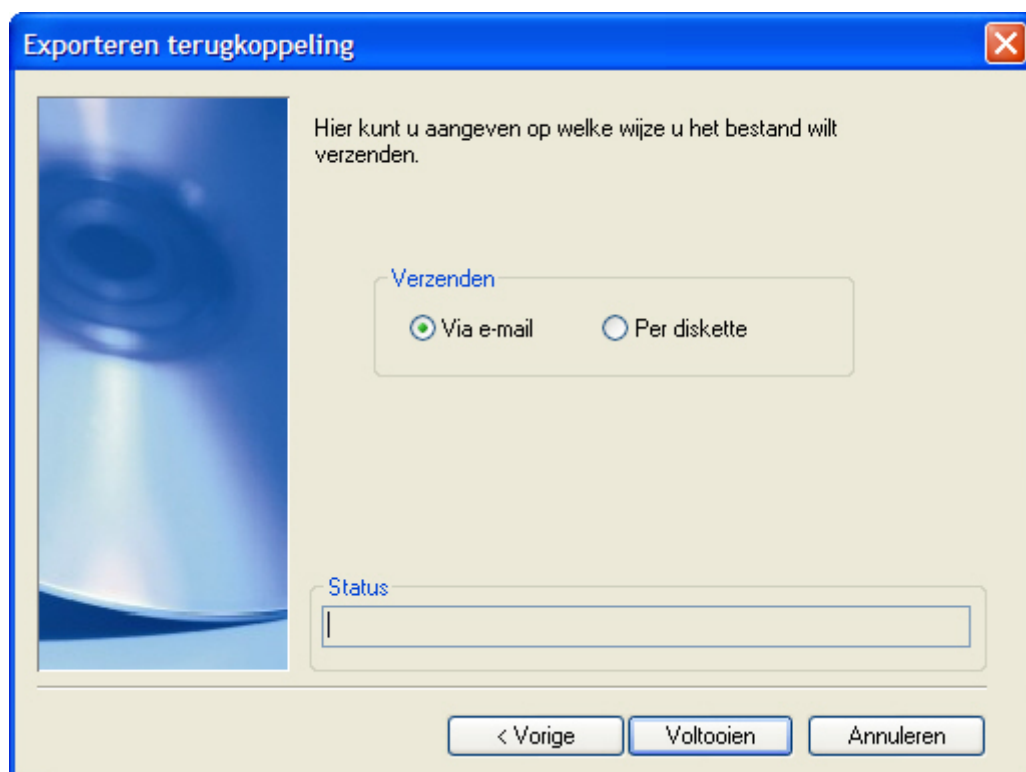 Exporteren terugkoppeling
Hier kunt u aangeven op welke wijze u het bestand wilt
verzenden.
Verzenden
Via e-mail
Per diskette
Status
< Vorige
Voltooien
Annuleren